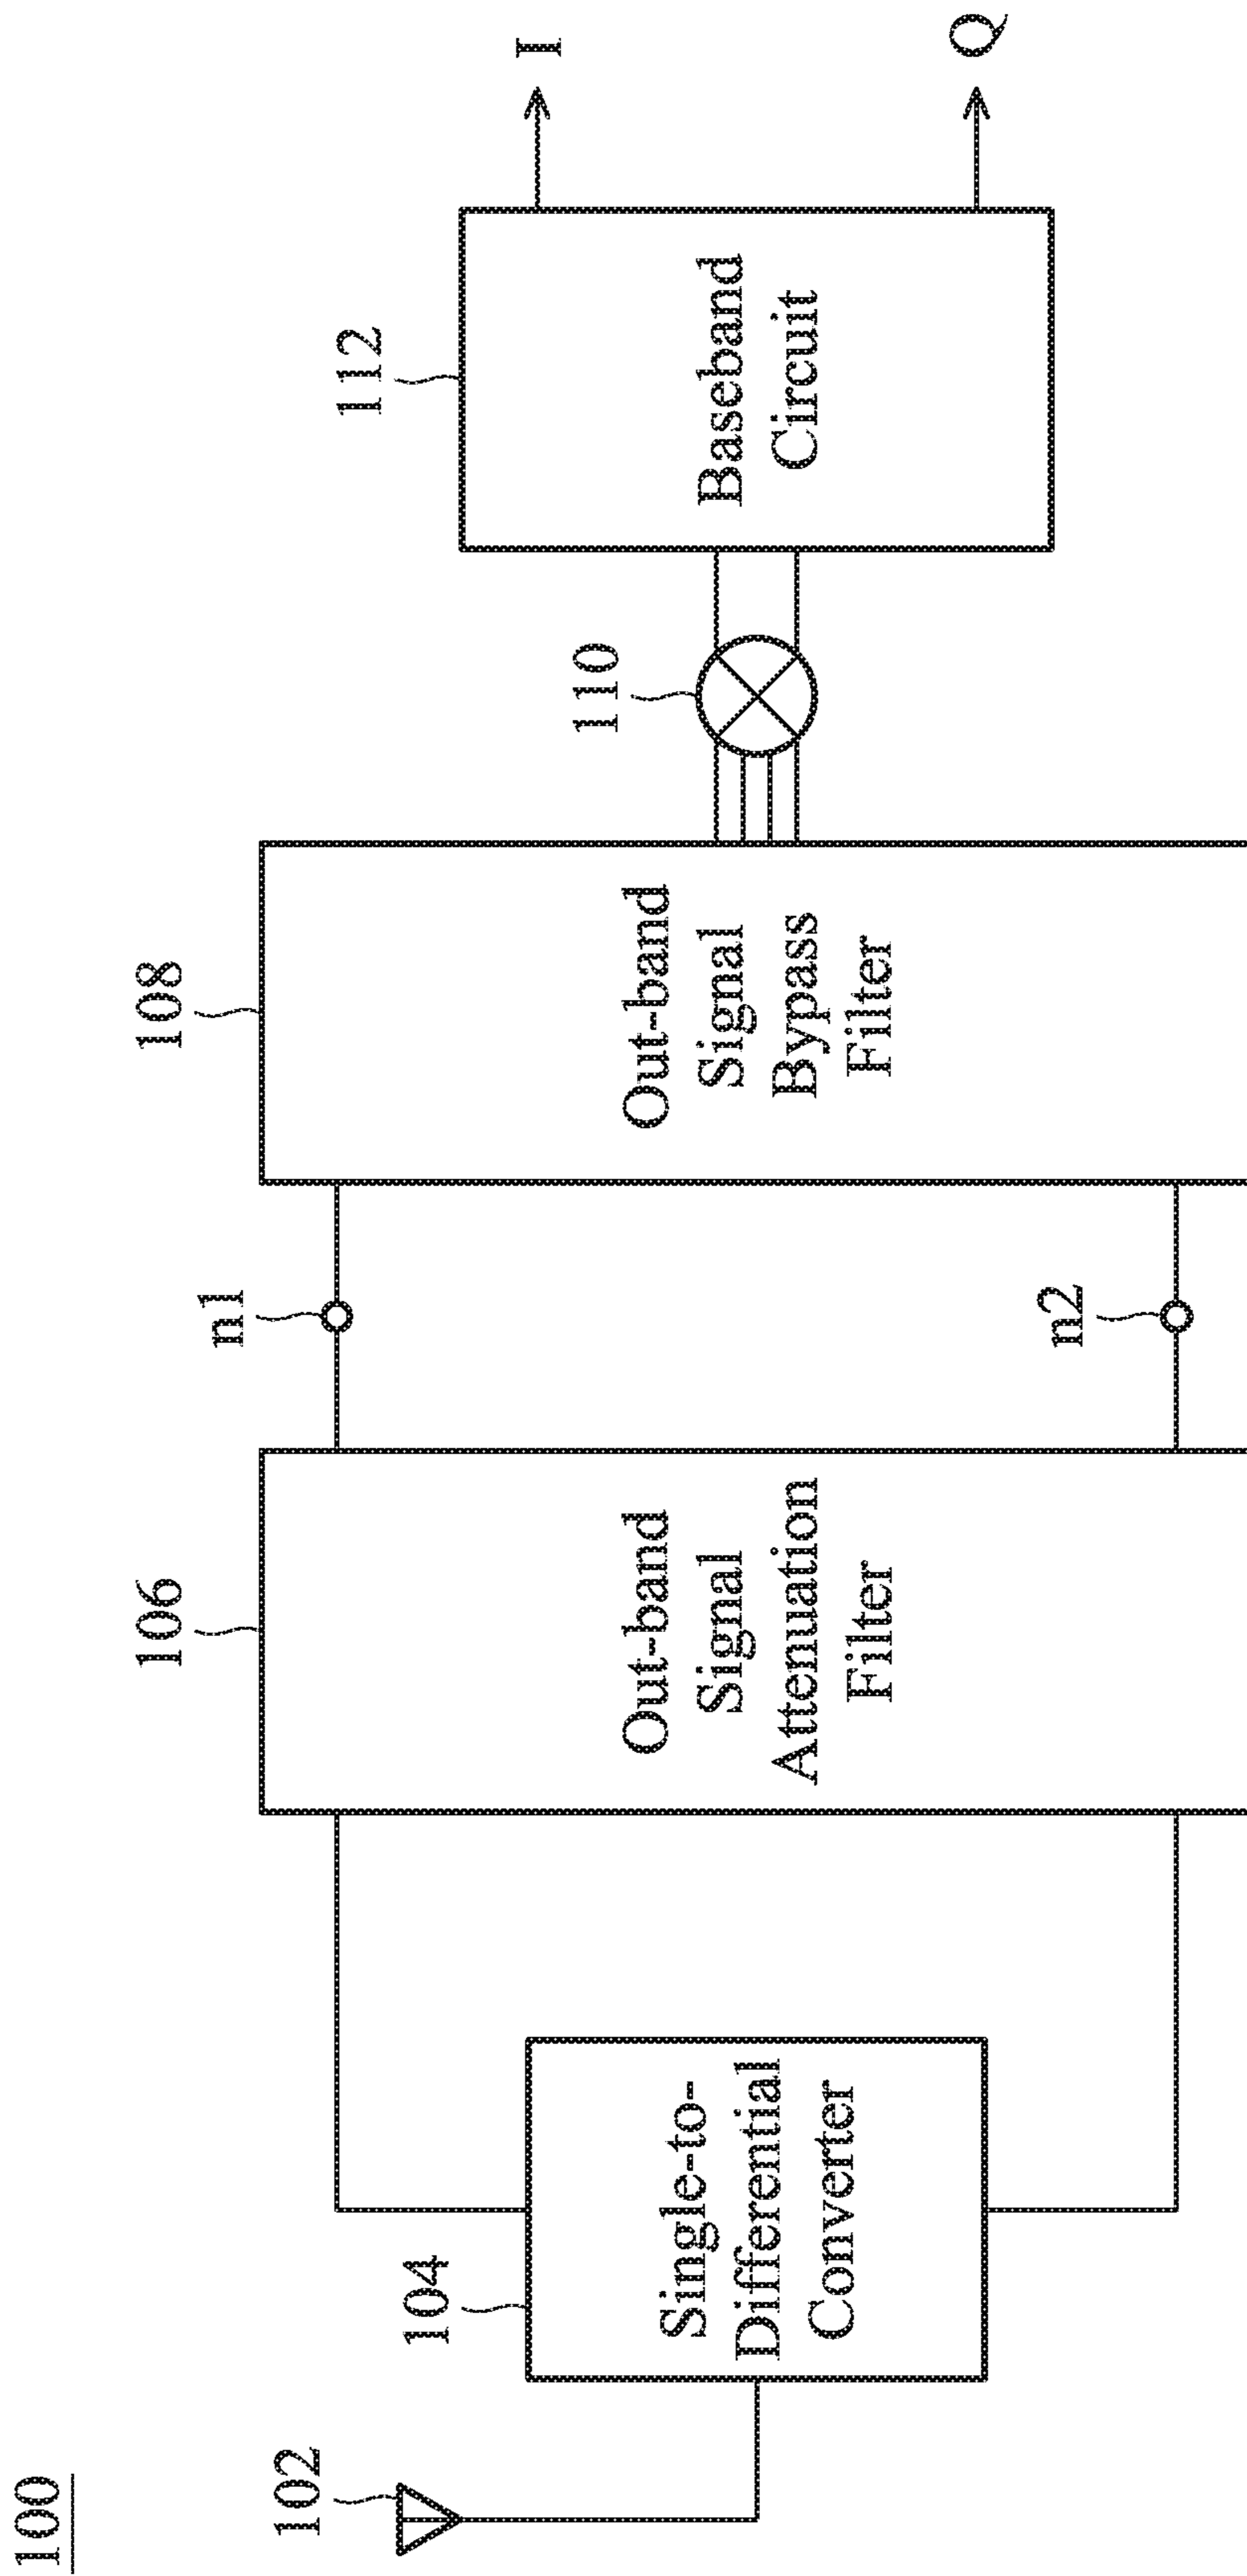 100
102
104
Single-to-
Differential
Converter
106
Out-band
Signal
Attenuation
Filter
n1
n2
108
Out-band
Signal
Bypass
Filter
110
112
Baseband
Circuit
I
Q